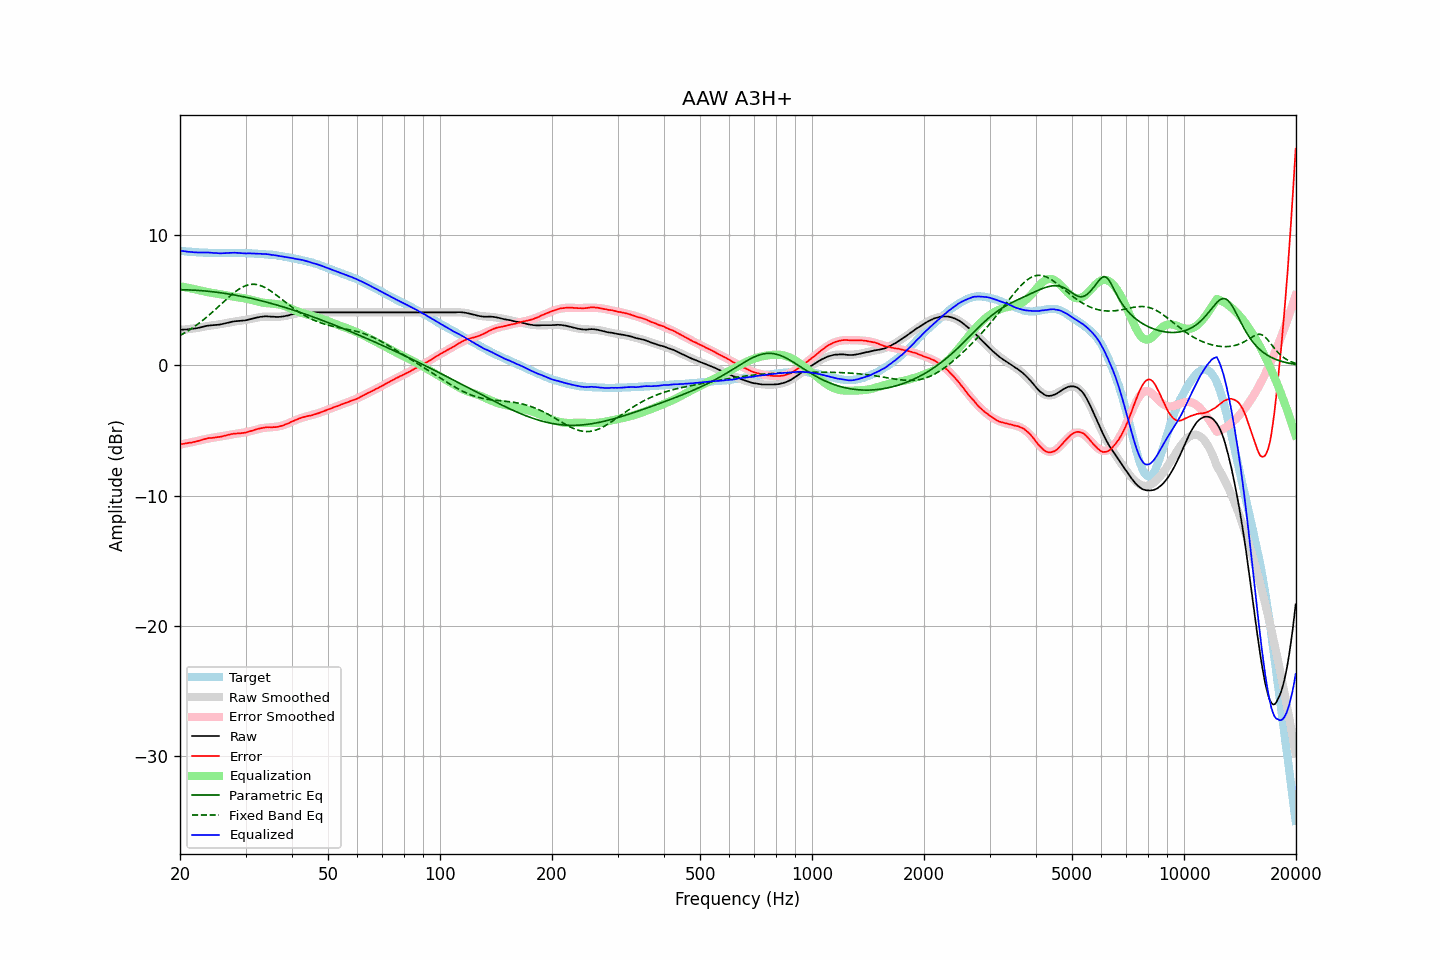 AAW A3H+
Amplitude (dBr)
10
0
−10
−20
−30
Target
Raw Smoothed
Error Smoothed
Raw
Error
Equalization
Parametric Eq
Fixed Band Eq
Equalized
20 50 100 200 500 1000 2000 5000 10000 20000
Frequency (Hz)